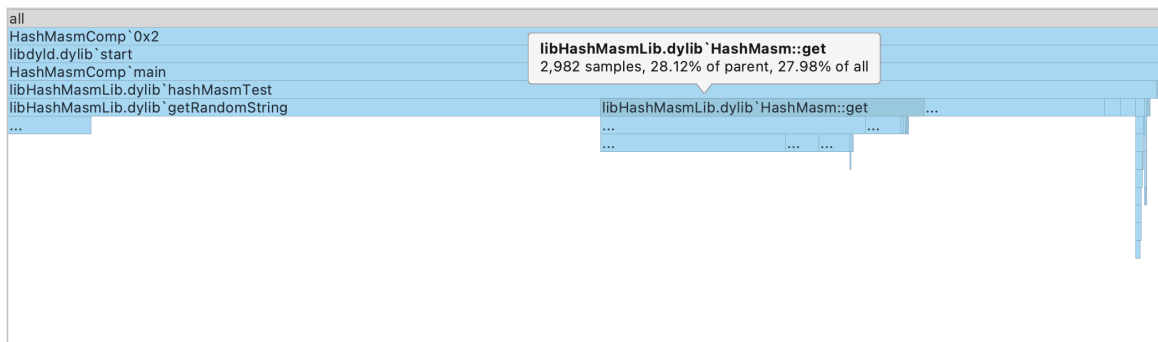 all
HashMasmComp`0x2
libdyld.dylib`start
HashMasmComp`main
libHashMasmLib.dylib`hashMasmTest
libHashMasmLib.dylib`getRandomString
libHashMasmLib.dylib`HashMasm::get
...
libHashMasmLib.dylib`HashMasm::get
2,982 samples, 28.12% of parent, 27.98% of all
...
...
...
...
...
...